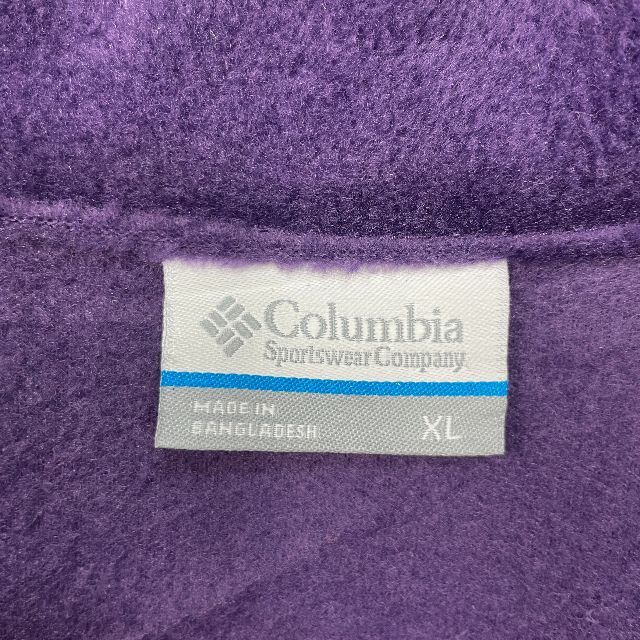 Columbia
Sportswear Company
MADE IN
BANGLADESH
XL